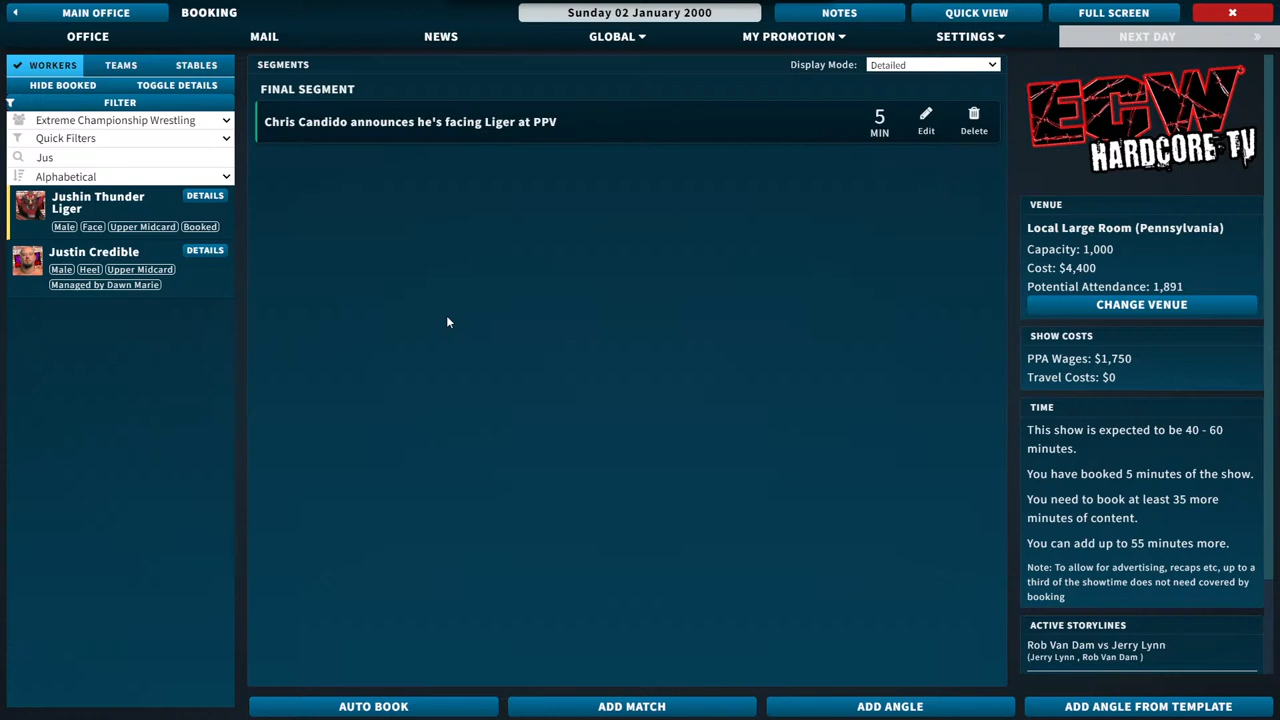 MAIN OFFICE
BOOKING
Sunday 02 January 2000
NOTES
QUICK VIEW
FULL SCREEN
OFFICE
MAIL
NEWS
GLOBAL
MY PROMOTION
SETTINGS
NEXT DAY
WORKERS
TEAMS
STABLES
HIDE BOOKED
TOGGLE DETAILS
FILTER
Extreme Championship Wrestling
Quick Filters
Jus
Alphabetical
Jushin Thunder
Liger
DETAILS
Male Face Upper Midcard Booked
Justin Credible
DETAILS
Male Heel Upper Midcard
Managed by Dawn Marie
SEGMENTS
Display Mode: Detailed
FINAL SEGMENT
Chris Candido announces he's facing Liger at PPV
5
MIN
Edit
Delete
ECW
HARDCORE TV
VENUE
Local Large Room (Pennsylvania)
Capacity: 1,000
Cost: $4,400
Potential Attendance: 1,891
CHANGE VENUE
SHOW COSTS
PPA Wages: $1,750
Travel Costs: $0
TIME
This show is expected to be 40 - 60
minutes.
You have booked 5 minutes of the show.
You need to book at least 35 more
minutes of content.
You can add up to 55 minutes more.
Note: To allow for advertising, recaps etc, up to a
third of the showtime does not need covered by
booking
ACTIVE STORYLINES
Rob Van Dam vs Jerry Lynn
(Jerry Lynn , Rob Van Dam )
AUTO BOOK
ADD MATCH
ADD ANGLE
ADD ANGLE FROM TEMPLATE